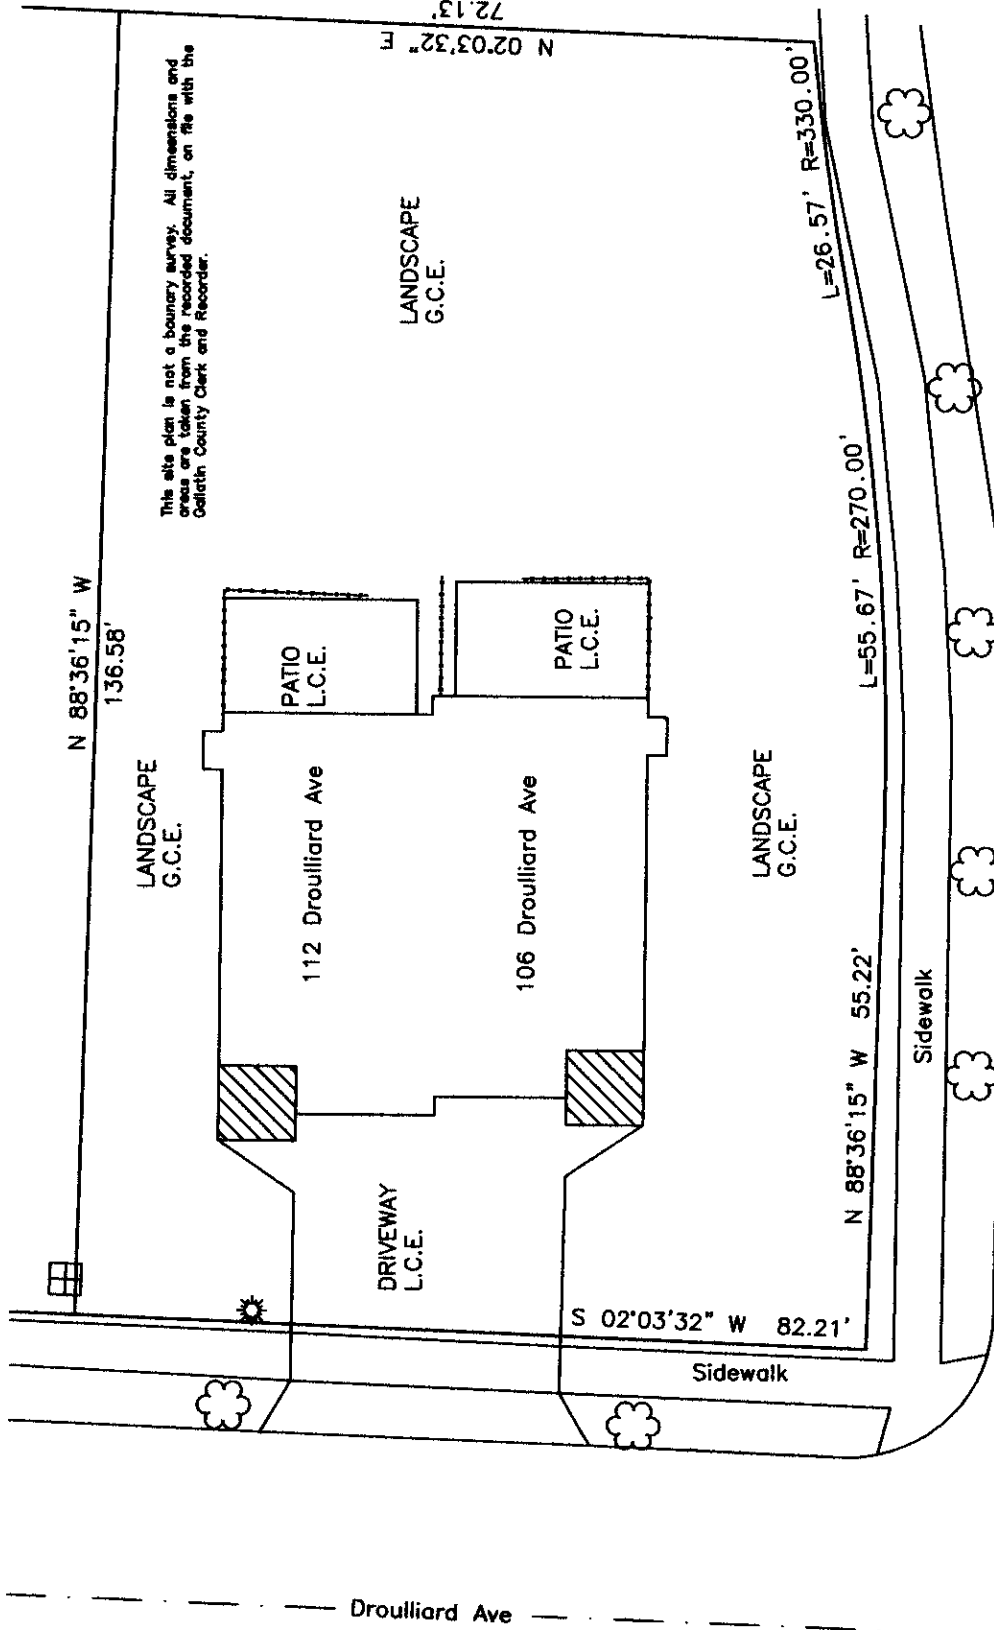 72.13'
N 02°03'32" E
This site plan is not a bounary survey. All dimensions and
areas are taken from the recorded document, on file with the
Gallatin County Clerk and Recorder.
LANDSCAPE
G.C.E.
L=26.57' R=330.00'
N 88°36'15" W
136.58'
PATIO
L.C.E.
PATIO
L.C.E.
L=55.67' R=270.00'
LANDSCAPE
G.C.E.
112 Droulliard Ave
106 Droulliard Ave
LANDSCAPE
G.C.E.
N 88°36'15" W 55.22'
Sidewalk
DRIVEWAY
L.C.E.
S 02°03'32" W 82.21'
Sidewalk
Droulliard Ave